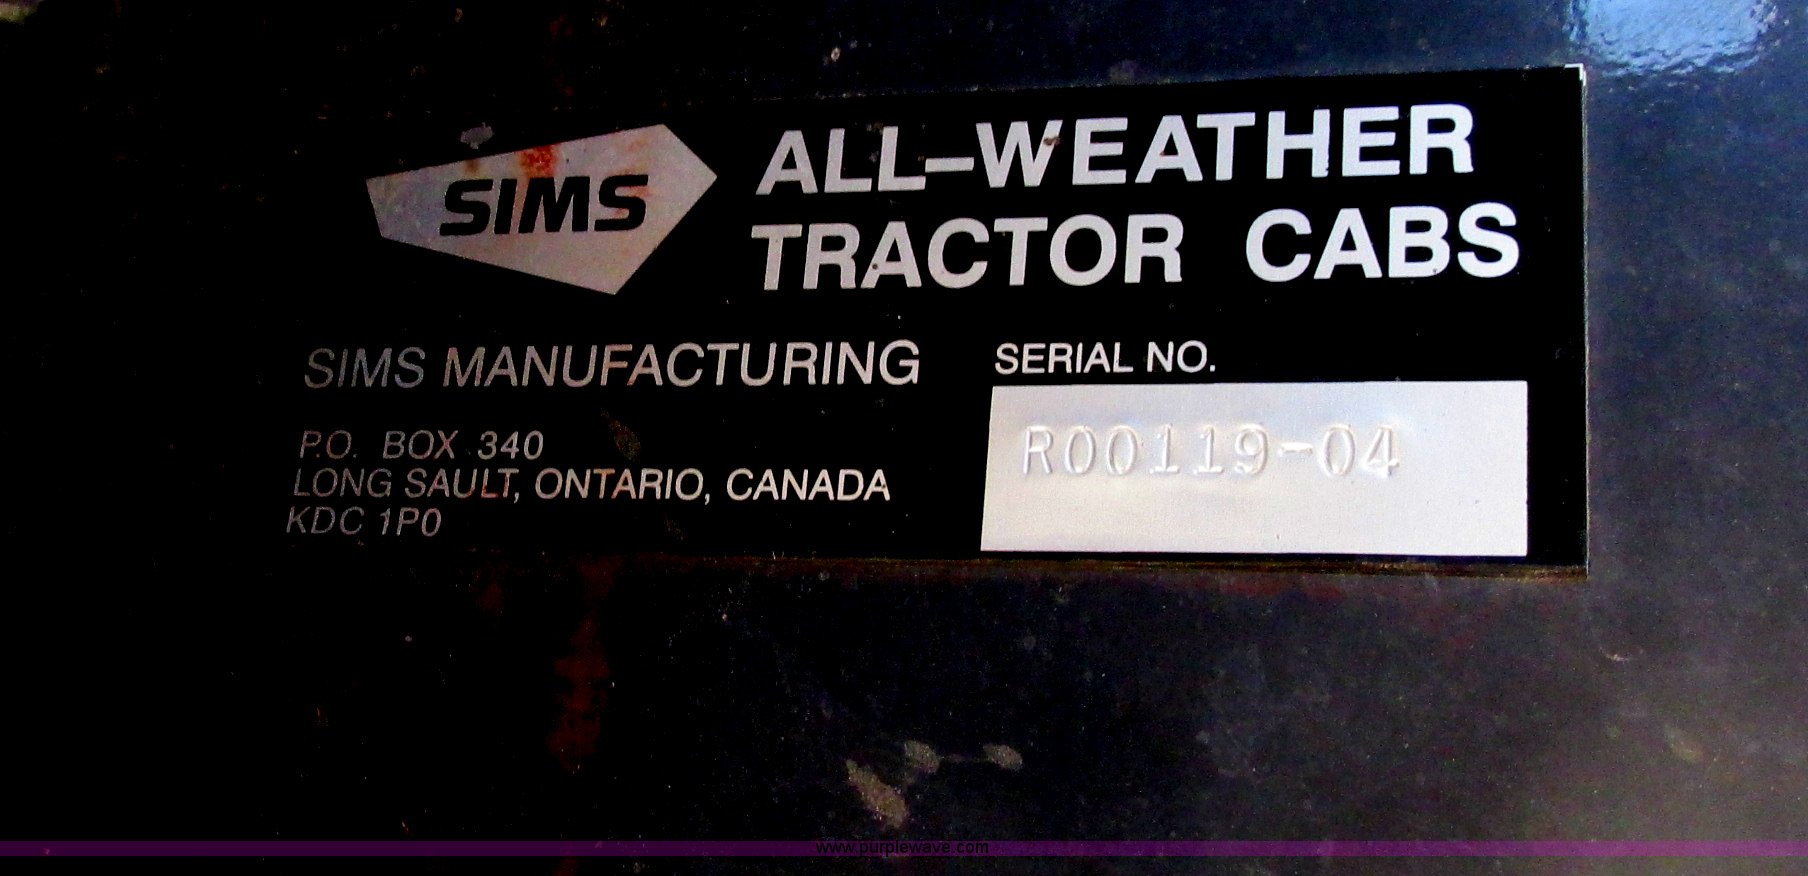 SIMS
ALL-WEATHER
TRACTOR CABS
SIMS MANUFACTURING
P.O. BOX 340
LONG SAULT, ONTARIO, CANADA
KDC 1P0
SERIAL NO.
R00119-04
www.purplewave.com